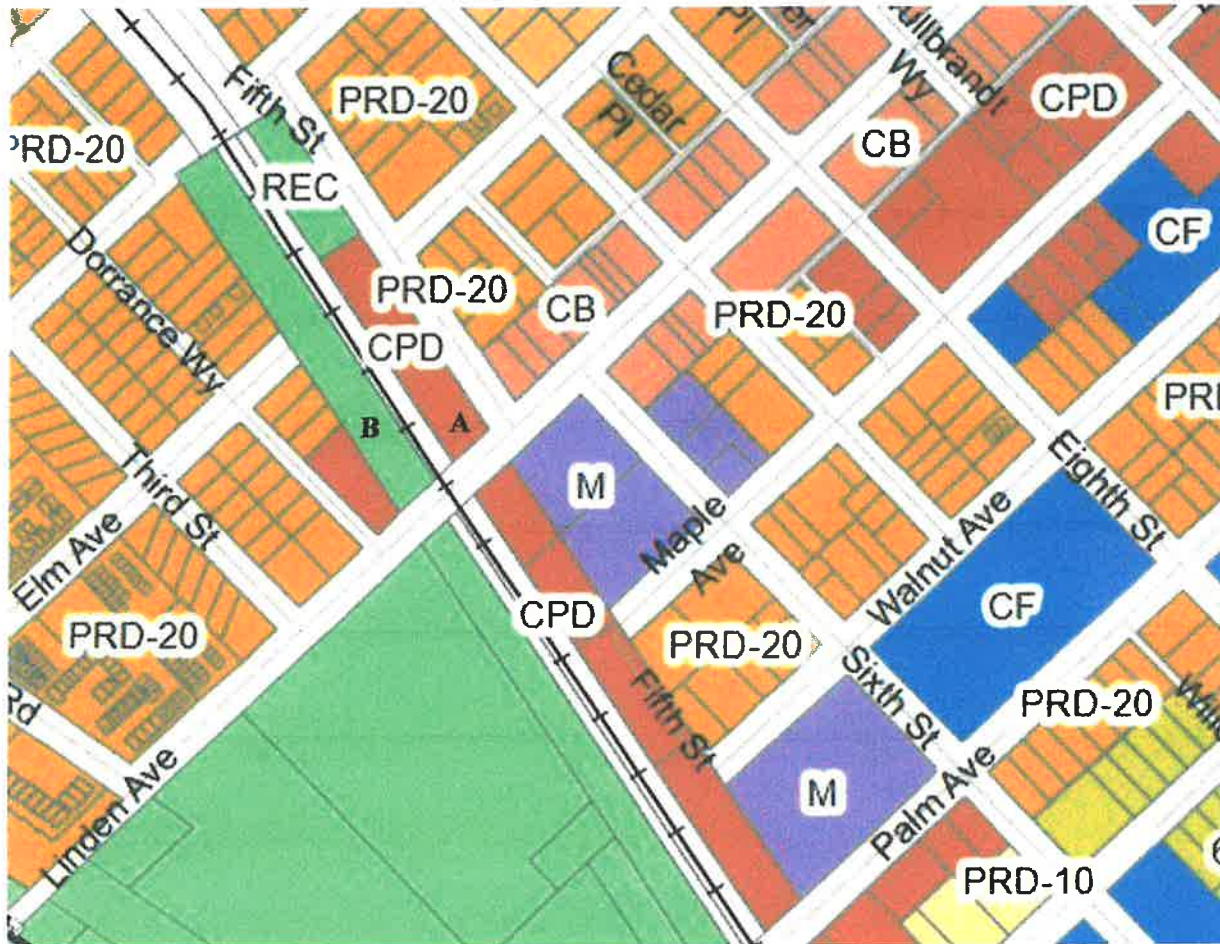 Fifth St
PRD-20
Cedar
Pl
Wy
CPD
PRD-20
CB
REC
CF
Dorrance Wy
PRD-20
CB
PRD-20
CPD
B
A
Third St
M
Maple
Ave
Eighth St
Elm Ave
Walnut Ave
CF
CPD
PRD-20
PRD-20
Sixth St
PRD-20
Rd
Fifth St
M
Linden Ave
Palm Ave
PRD-10